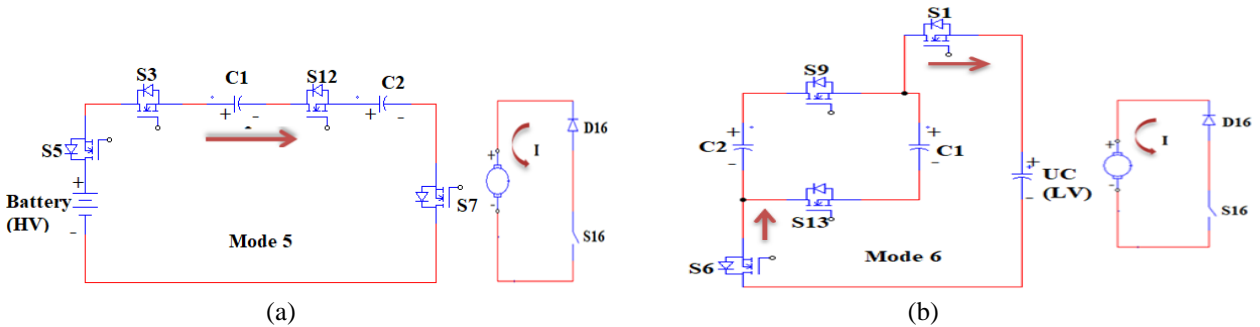 S3
C1
S12
C2
+
-
+
-
S5
+
Battery
(HV)
-
S7
Mode 5
+
-
I
D16
S16
(a)
S1
S9
+
C2
-
+
C1
-
S13
S6
Mode 6
+
UC
(LV)
-
+
-
I
D16
S16
(b)